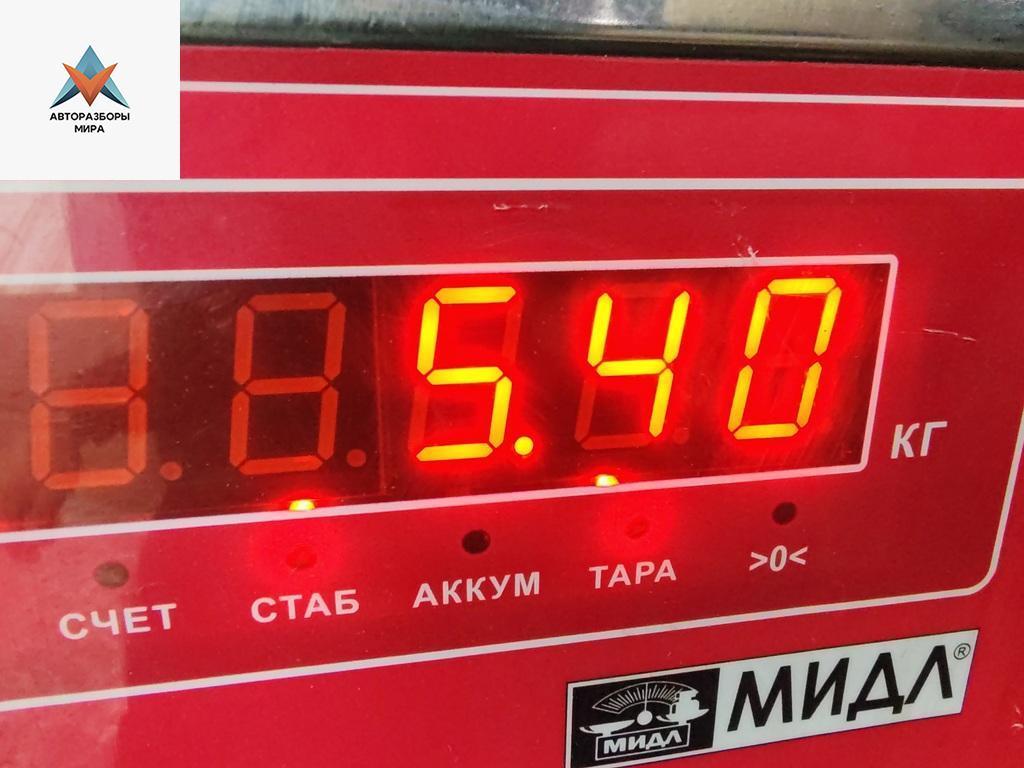 АВТОРАЗБОРЫ
МИРА
5.40
КГ
СЧЕТ СТАБ АККУМ ТАРА >0<
МИДЛ МИДЛ®